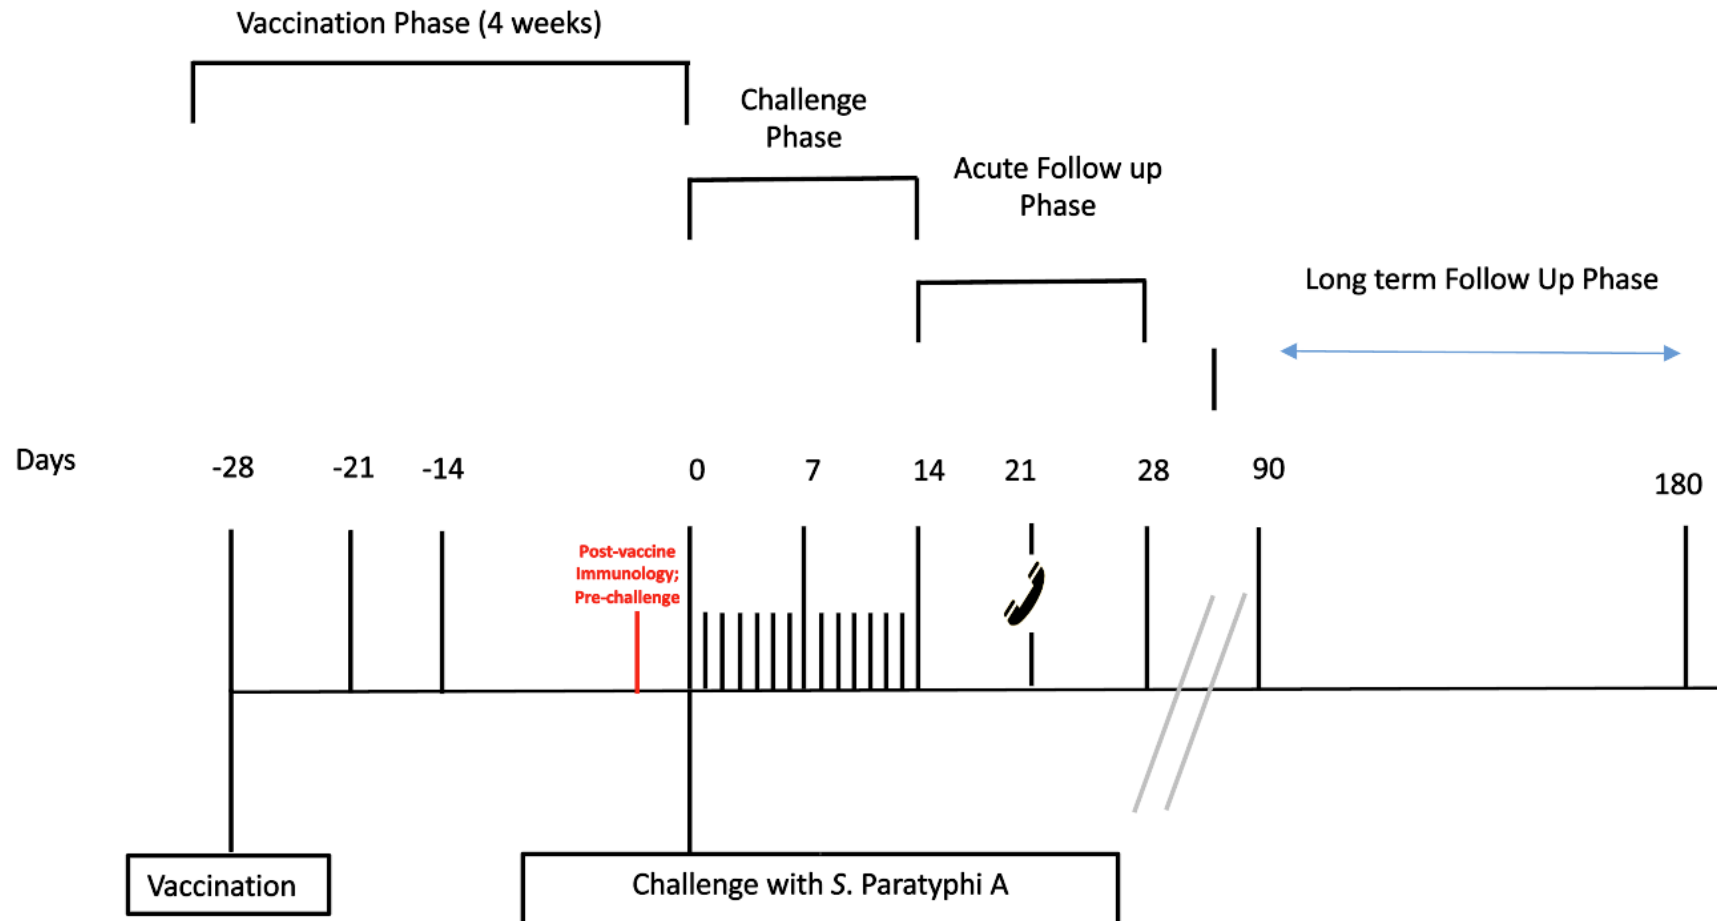 Vaccination Phase (4 weeks)
Challenge
Phase
Acute Follow up
Phase
Long term Follow Up Phase
Days
-28
-21
-14
0
7
14
21
28
90
180
Post-vaccine
Immunology;
Pre-challenge
Vaccination
Challenge with S. Paratyphi A